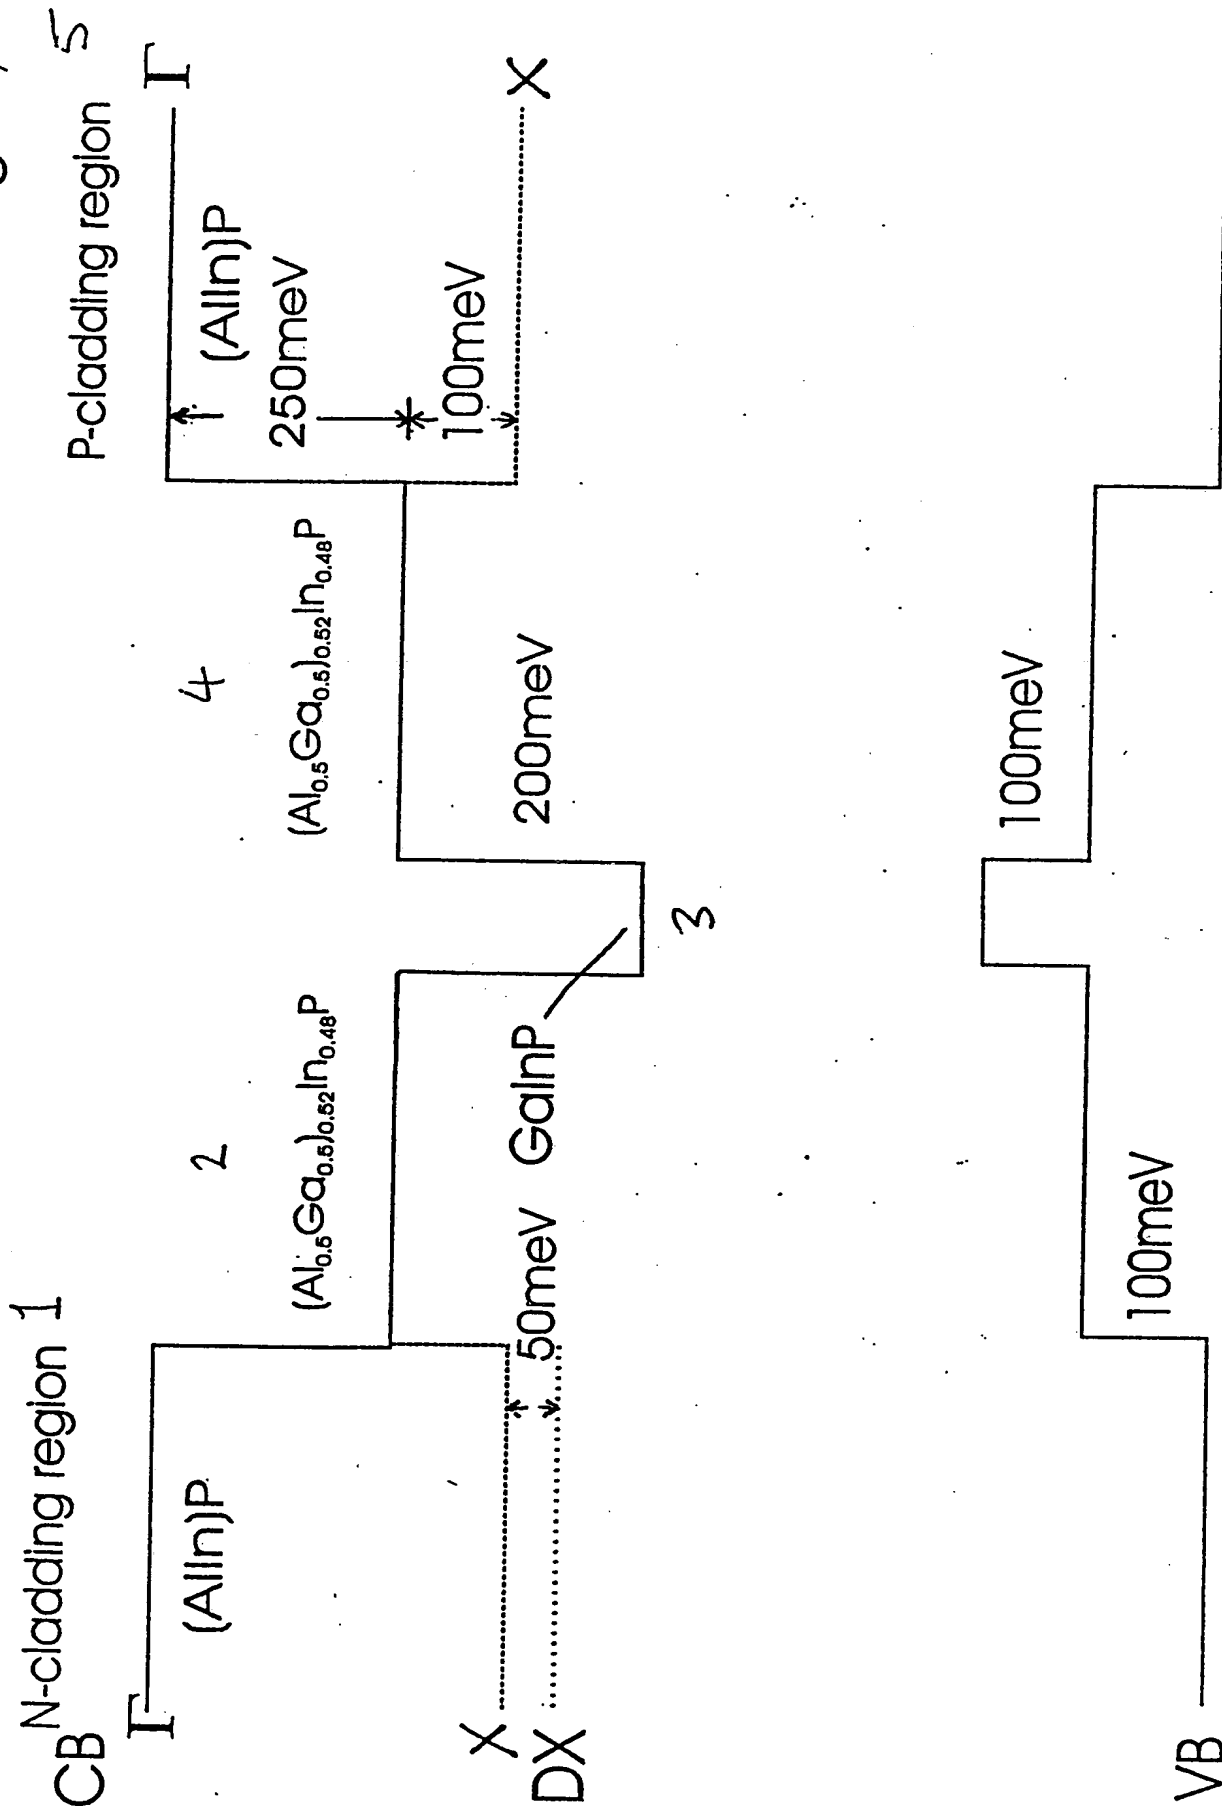 5
N-cladding region 1
P-cladding region
CB
Γ
Γ
(AlIn)P
2
4
(AlIn)P
(Al0.5Ga0.5)0.52In0.48P
(Al0.5Ga0.5)0.52In0.48P
250meV
100meV
X
X
DX
50meV
GaInP
200meV
3
100meV
100meV
VB